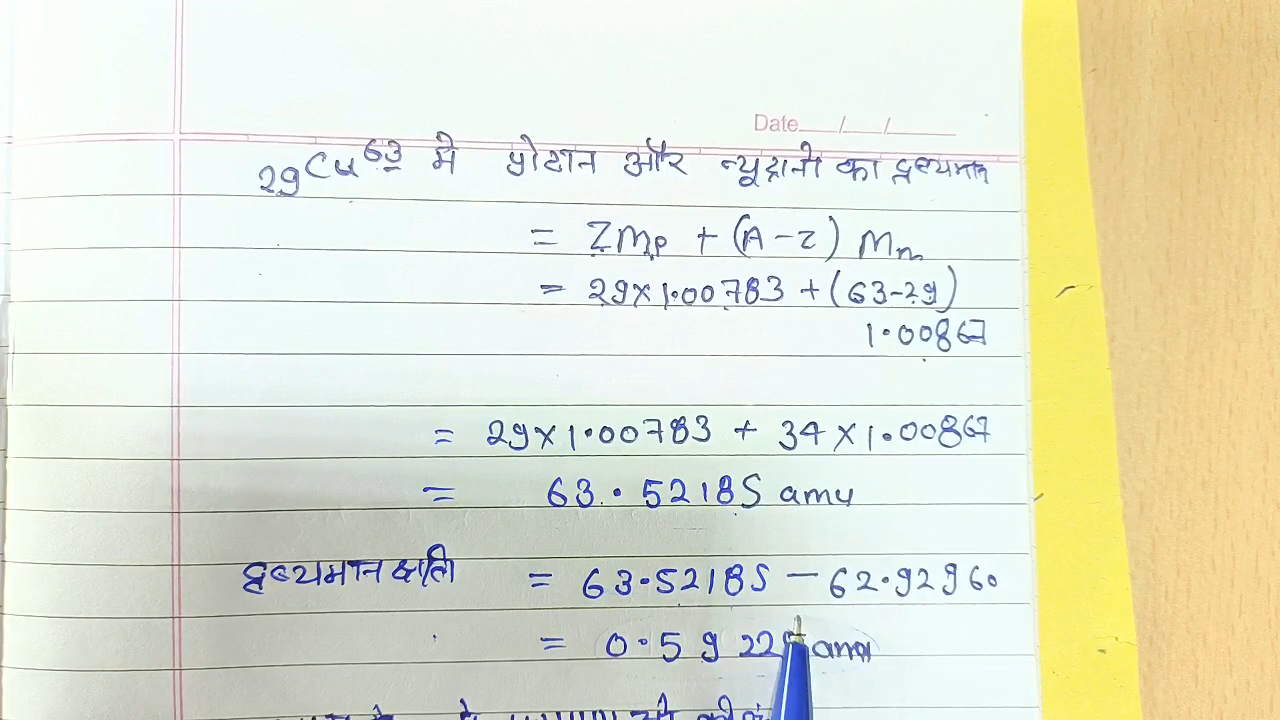 Date / /
29Cu63 मे प्रोटान और न्यूट्रानो का द्रव्यमान
= ZMp + (A-Z) Mn
= 29×1.00783 + (63-29)
1.00867
= 29×1.00783 + 34×1.00867
= 63.52185 amu
द्रव्यमान क्षति = 63.52185 - 62.92960
= 0.5922 amu